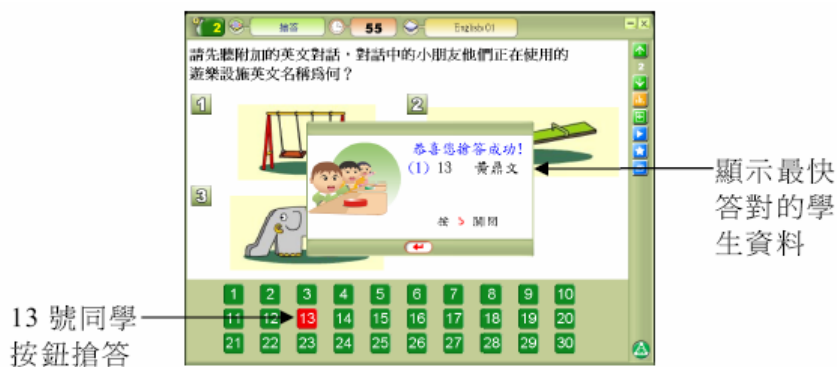 2 搶答 55 English01
請先聽附加的英文對話，對話中的小朋友他們正在使用的
遊樂設施英文名稱為何？
2
1 2
恭喜您搶答成功!
(1) 13 黃鼎文
3
按 關閉
顯示最快
答對的學
生資料
1 2 3 4 5 6 7 8 9 10
11 12 13 14 15 16 17 18 19 20
21 22 23 24 25 26 27 28 29 30
13 號同學
按鈕搶答